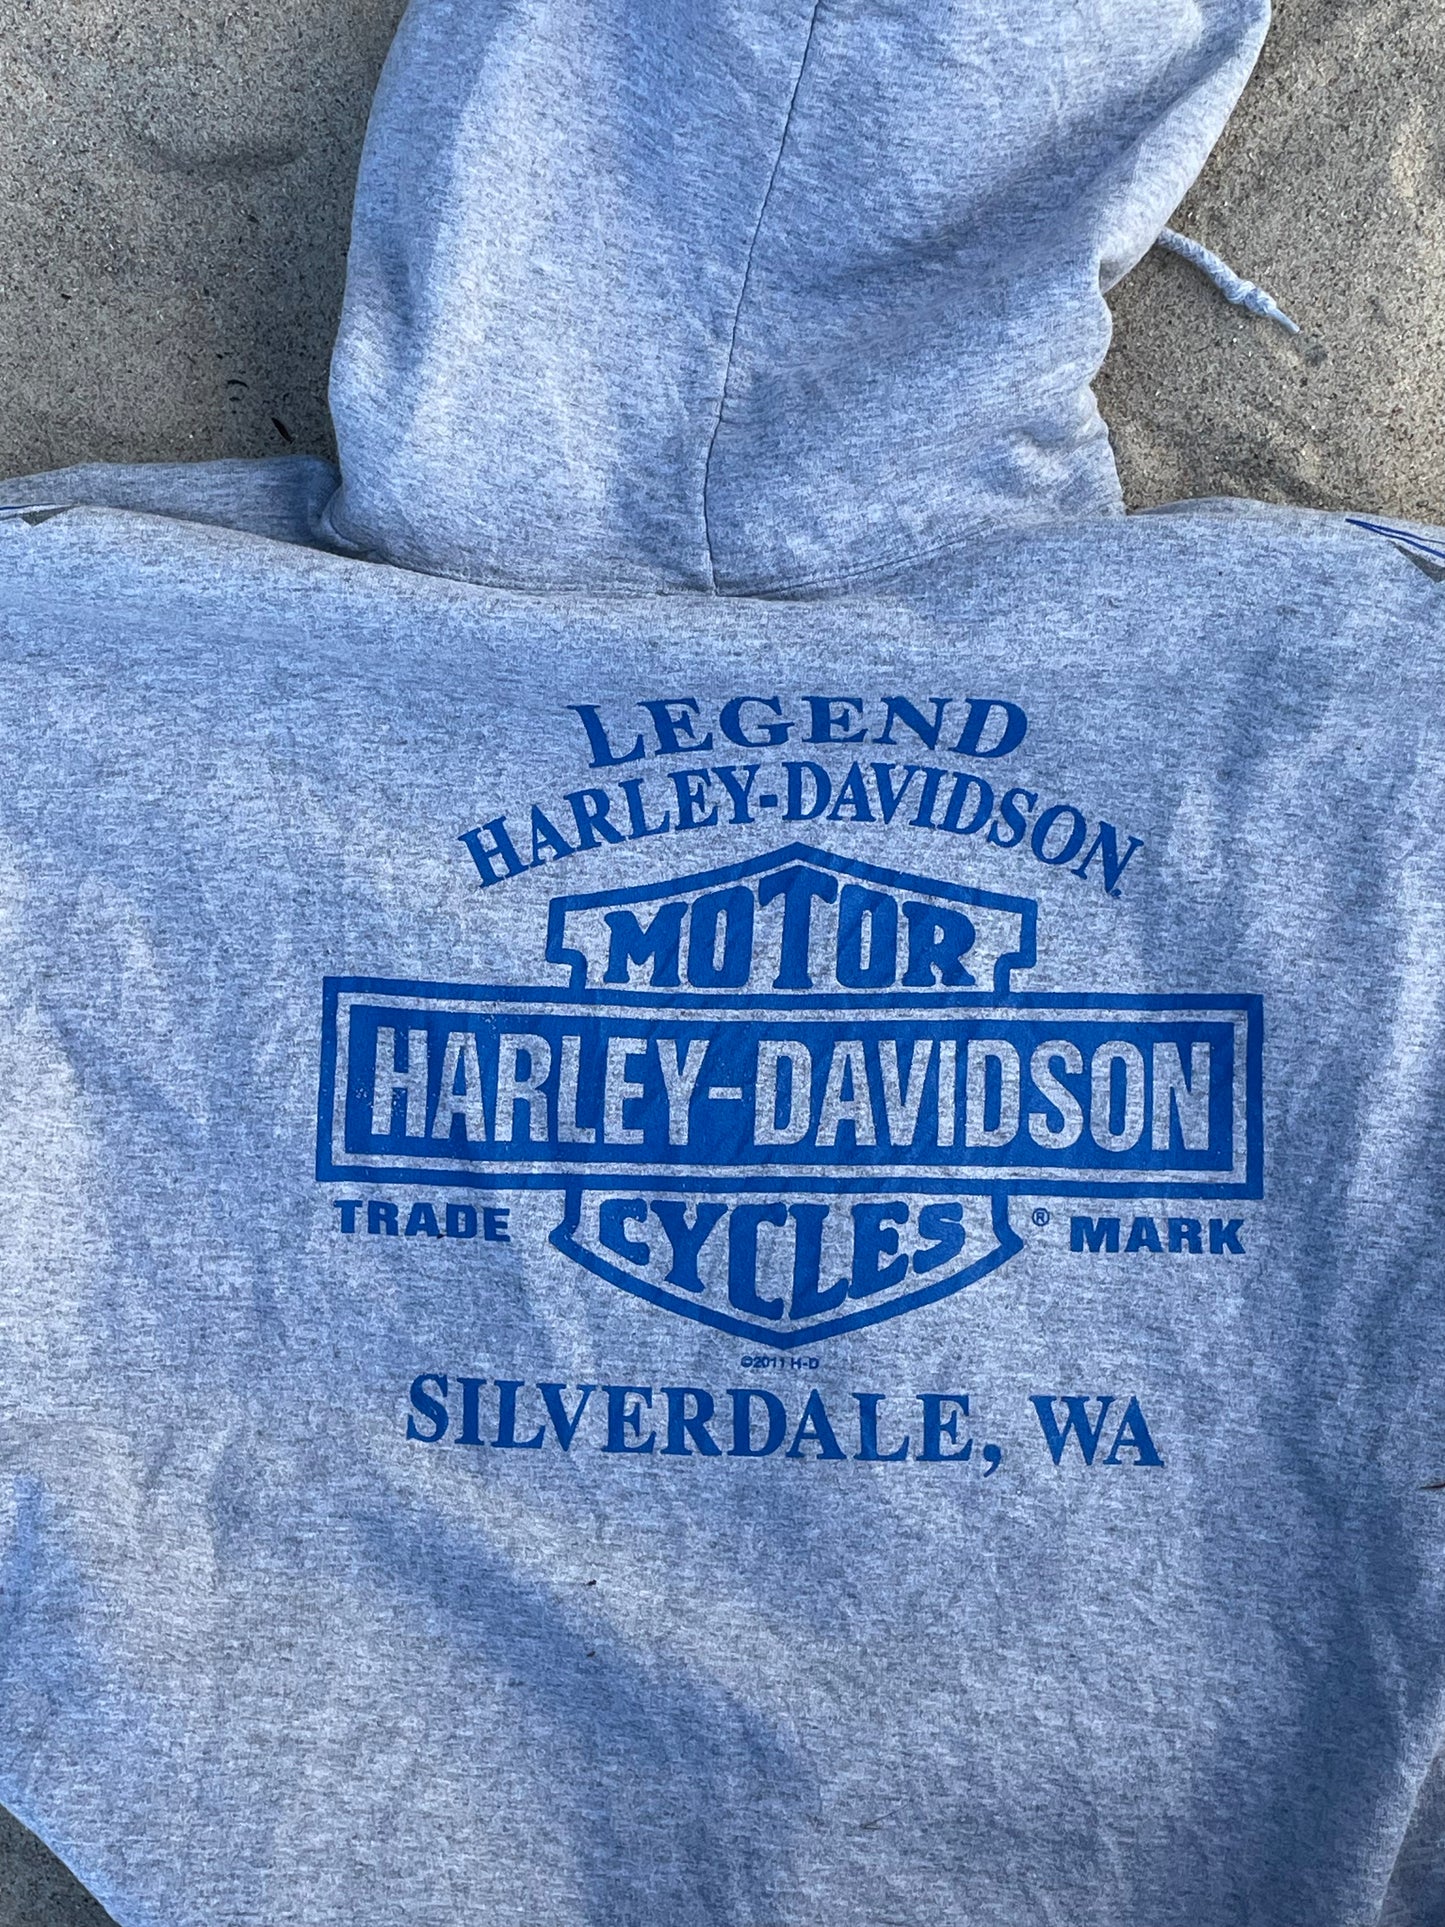 LEGEND
HARLEY-DAVIDSON
MOTOR
HARLEY-DAVIDSON
TRADE CYCLES ® MARK
©2011 H-D
SILVERDALE, WA